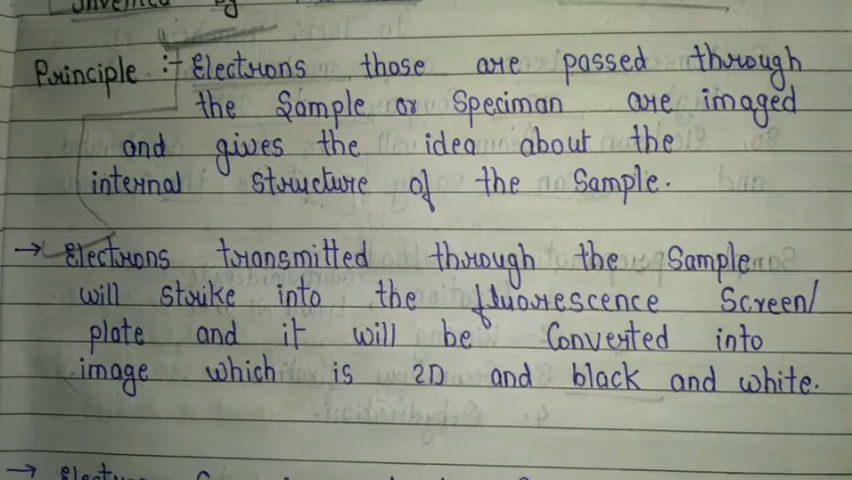 Invented by
Principle :- Electrons those are passed through
the Sample or Speciman are imaged
and gives the idea about the
internal structure of the Sample.
→ Electrons transmitted through the Sample
will strike into the fluorescence Screen/
plate and it will be Converted into
image which is 2D and black and white.
→